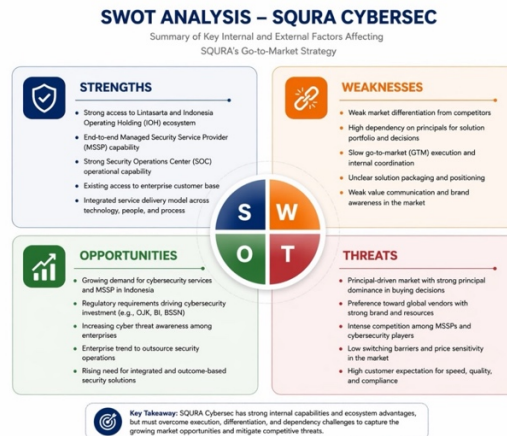 SWOT ANALYSIS – SQURA CYBERSEC
Summary of Key Internal and External Factors Affecting
SQURA's Go-to-Market Strategy
STRENGTHS
• Strong access to Lintasarta and Indonesia
Operating Holding (IOH) ecosystem
• End-to-end Managed Security Service Provider
(MSSP) capability
• Strong Security Operations Center (SOC)
operational capability
• Existing access to enterprise customer base
• Integrated service delivery model across
technology, people, and process
WEAKNESSES
• Weak market differentiation from competitors
• High dependency on principals for solution
portfolio and decisions
• Slow go-to-market (GTM) execution and
internal coordination
• Unclear solution packaging and positioning
• Weak value communication and brand
awareness in the market
S W
O T
OPPORTUNITIES
• Growing demand for cybersecurity services
and MSSP in Indonesia
• Regulatory requirements driving cybersecurity
investment (e.g., OJK, BI, BSSN)
• Increasing cyber threat awareness among
enterprises
• Enterprise trend to outsource security
operations
• Rising need for integrated and outcome-based
security solutions
THREATS
• Principal-driven market with strong principal
dominance in buying decisions
• Preference toward global vendors with
strong brand and resources
• Intense competition among MSSPs and
cybersecurity players
• Low switching barriers and price sensitivity
in the market
• High customer expectation for speed, quality,
and compliance
Key Takeaway: SQURA Cybersec has strong internal capabilities and ecosystem advantages,
but must overcome execution, differentiation, and dependency challenges to capture the
growing market opportunities and mitigate competitive threats.